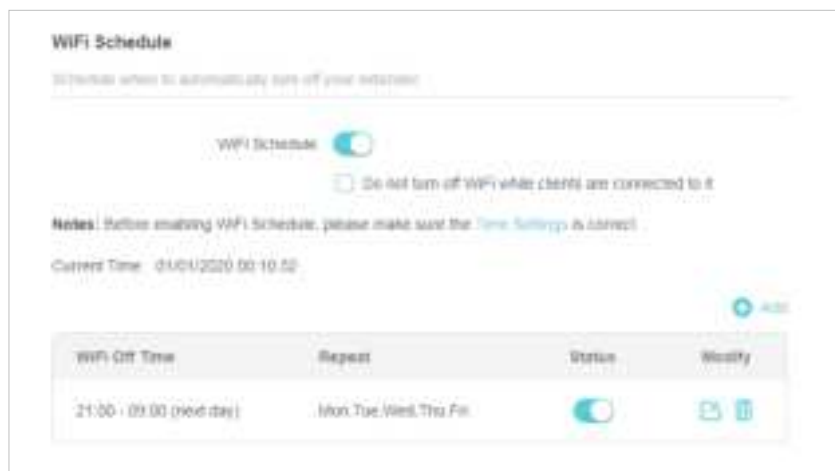 WiFi Schedule
Schedule when to automatically turn off your extender.
WiFi Schedule
Do not turn off WiFi while clients are connected to it
Notes: Before enabling WiFi Schedule, please make sure the Time Settings is correct.
Current Time: 01/01/2020 00:10:52
Add
WiFi Off Time Repeat Status Modify
21:00 - 09:00 (next day) Mon,Tue,Wed,Thu,Fri